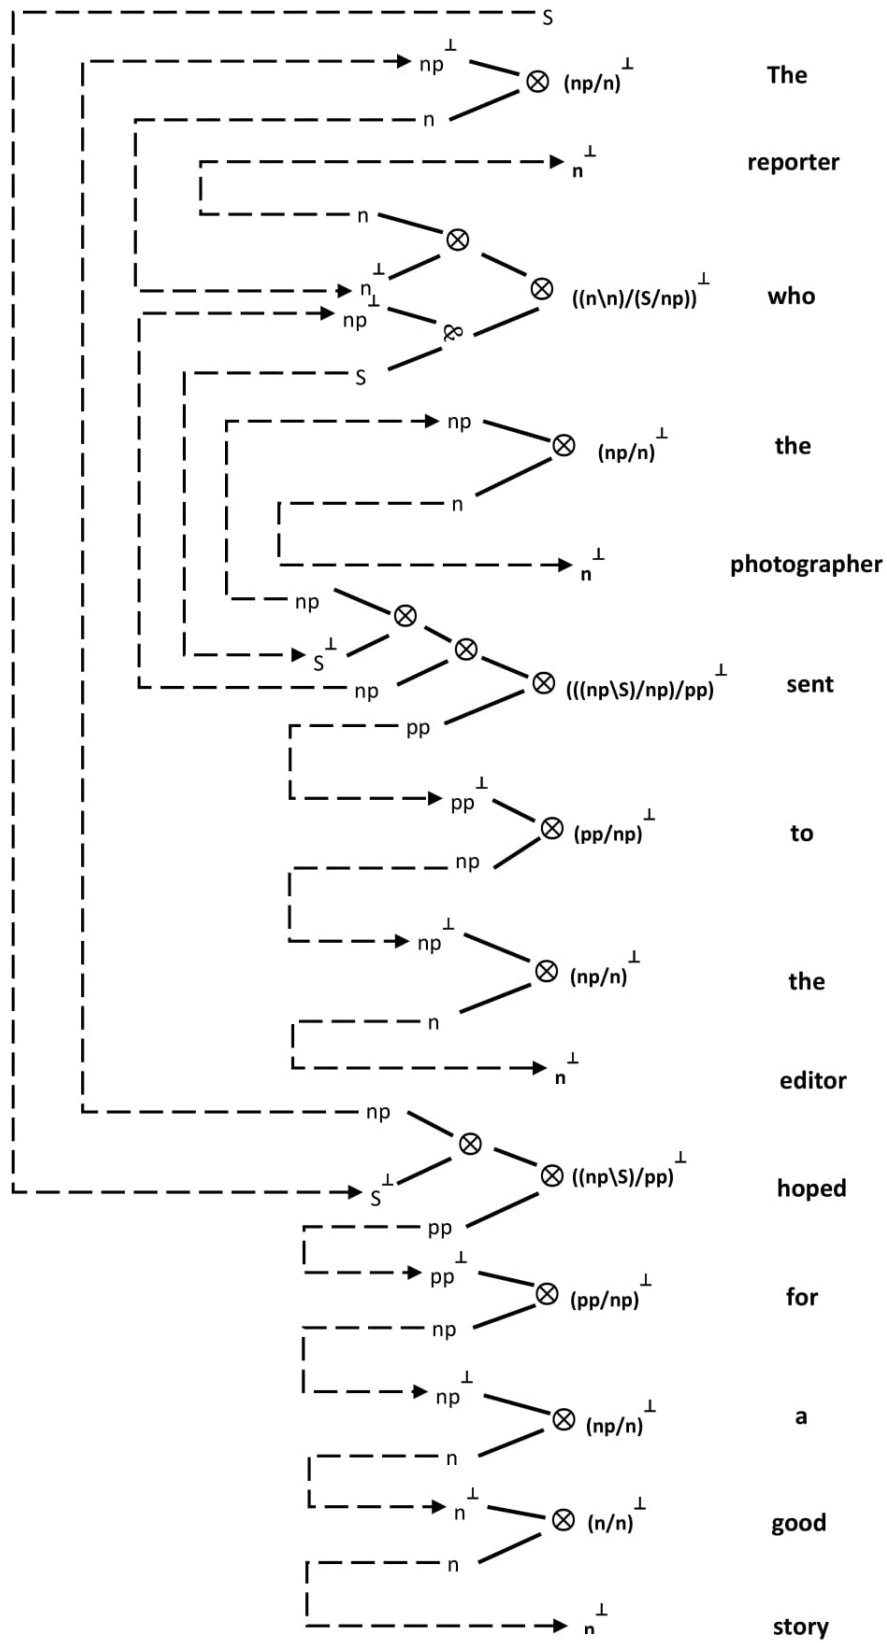 S
np⊥
⊗ (np/n)⊥ The
n
n⊥ reporter
n
⊗
n⊥ ⊗ ((n\n)/(S/np))⊥ who
np⊥
&
S
np
⊗ (np/n)⊥ the
n
n⊥ photographer
np
⊗
S⊥ ⊗
np ⊗ (((np\S)/np)/pp)⊥ sent
pp
pp⊥
⊗ (pp/np)⊥ to
np
np⊥
⊗ (np/n)⊥ the
n
n⊥ editor
np
⊗
S⊥ ⊗ ((np\S)/pp)⊥ hoped
pp
pp⊥
⊗ (pp/np)⊥ for
np
np⊥
⊗ (np/n)⊥ a
n
n⊥
⊗ (n/n)⊥ good
n
n⊥ story